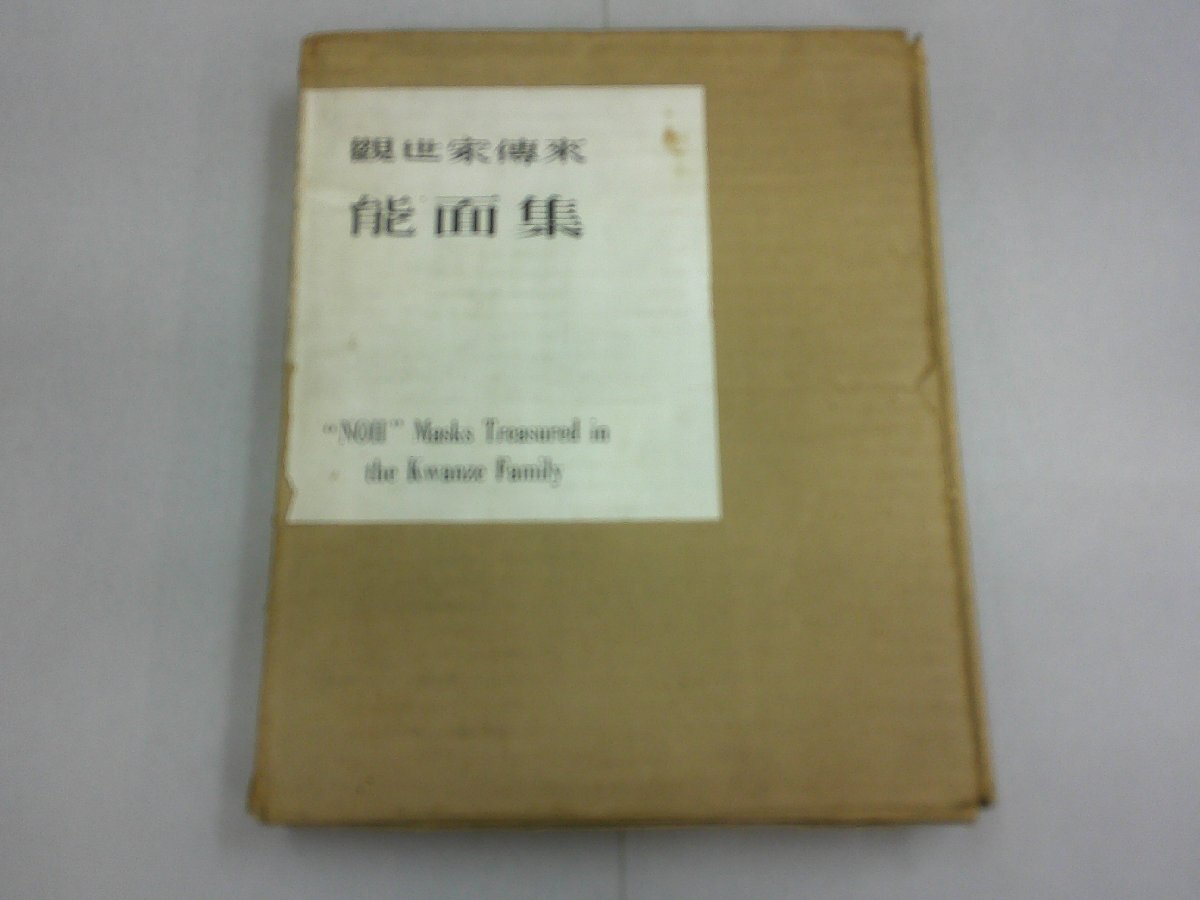 觀世家傳來
能面集
“NOH” Masks Treasured in
the Kwanze Family